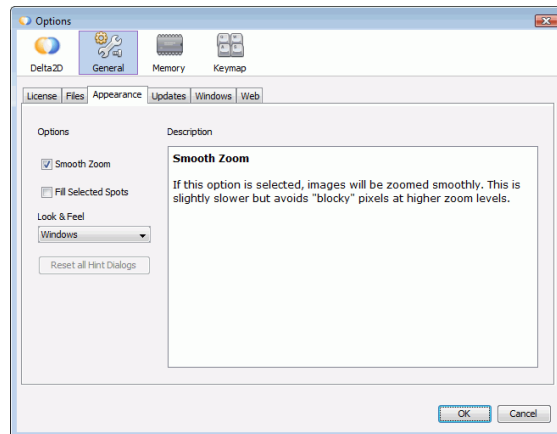 Options
Delta2D General Memory Keymap
License Files Appearance Updates Windows Web
Options
Description
Smooth Zoom
Fill Selected Spots
Look & Feel
Windows
Reset all Hint Dialogs
Smooth Zoom
If this option is selected, images will be zoomed smoothly. This is
slightly slower but avoids "blocky" pixels at higher zoom levels.
OK Cancel